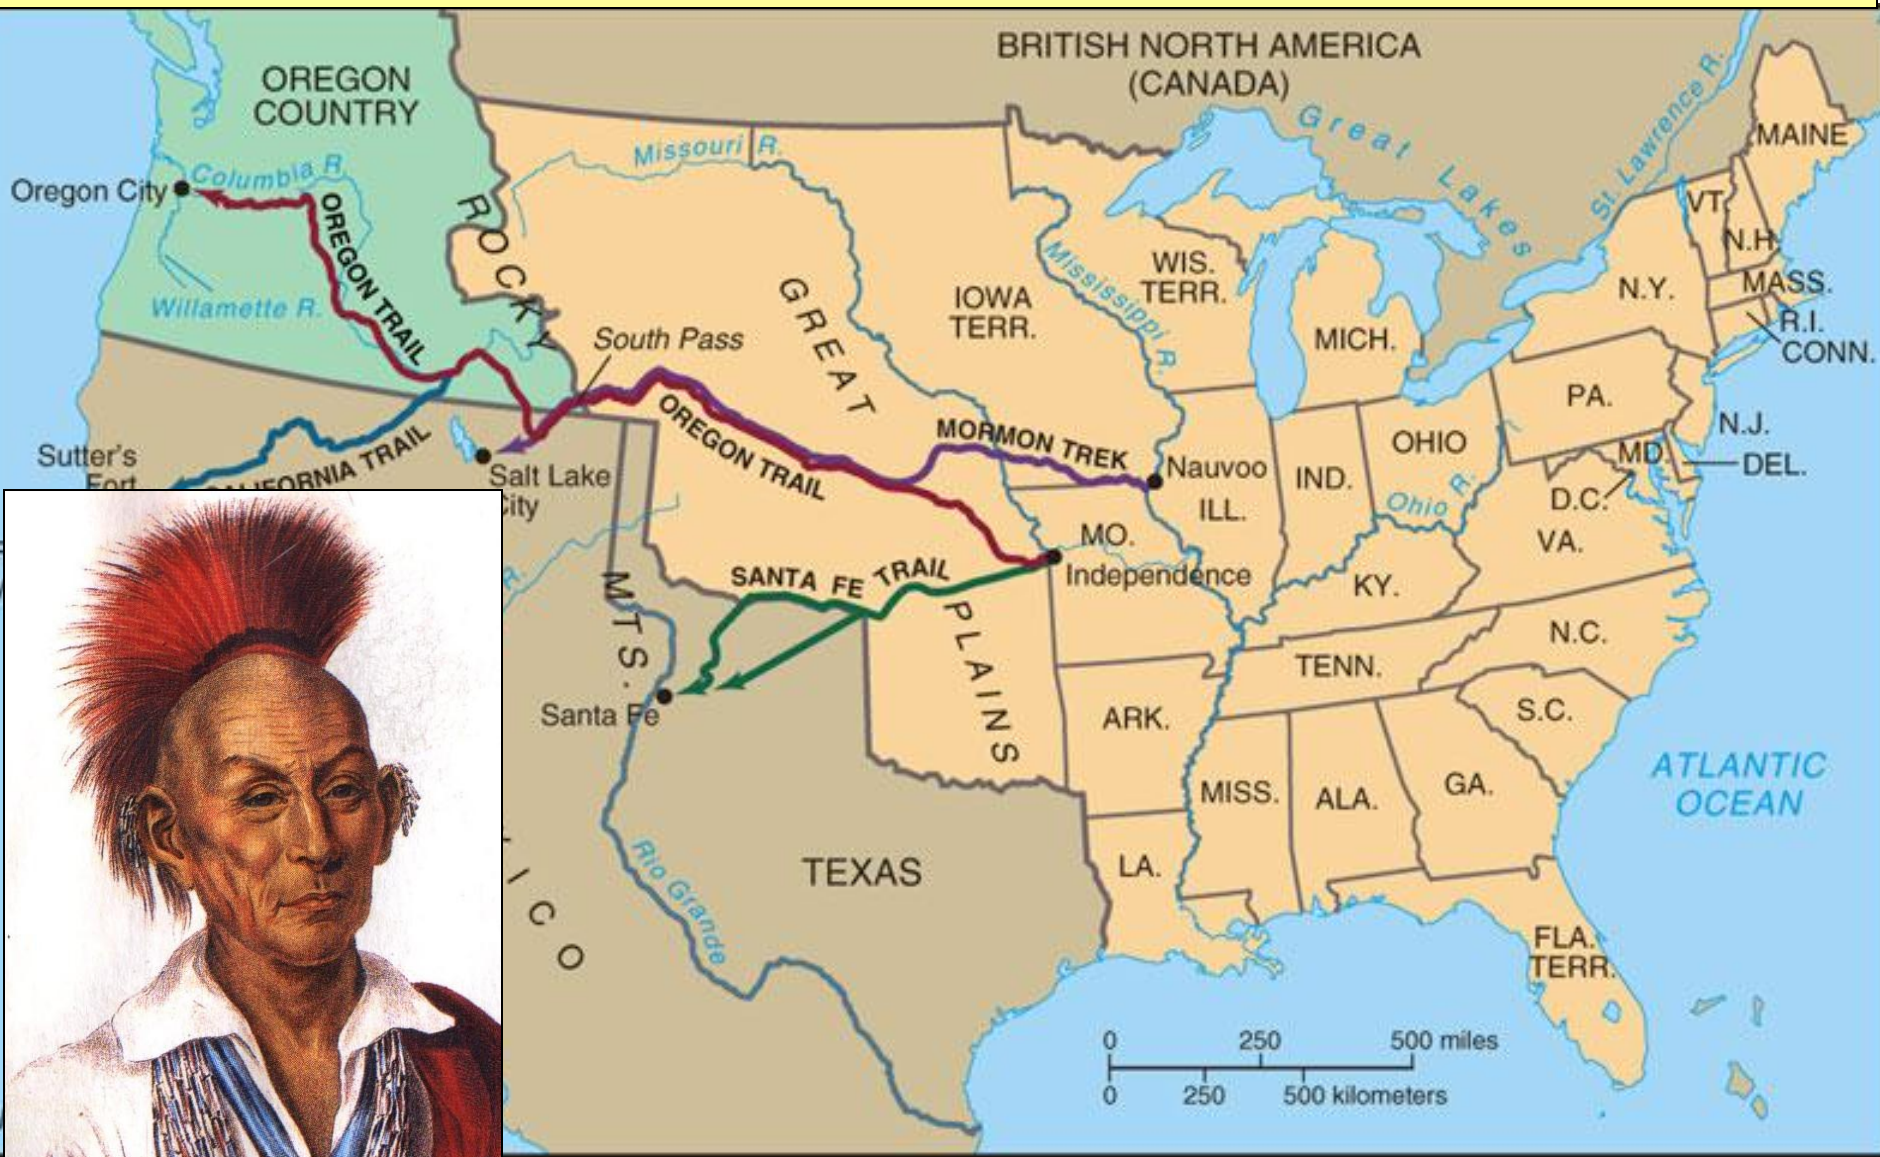 BRITISH NORTH AMERICA
(CANADA)
OREGON
COUNTRY
Great Lakes
St. Lawrence R.
MAINE
Missouri R.
Columbia R.
Oregon City
OREGON TRAIL
ROCKY
VT.
N.H.
MASS.
Willamette R.
GREAT
IOWA
TERR.
Mississippi R.
WIS.
TERR.
MICH.
N.Y.
R.I.
CONN.
South Pass
PA.
N.J.
OREGON TRAIL
MORMON TREK
OHIO
MD.
DEL.
Sutter's
Fort
ALIFORNIA TRAIL
Salt Lake
City
Nauvoo
ILL.
IND.
Ohio R.
D.C.
VA.
MO.
Independence
KY.
R.
MTS.
SANTA FE TRAIL
PLAINS
N.C.
TENN.
Santa Fe
ARK.
S.C.
MISS.
ALA.
GA.
ATLANTIC
OCEAN
Rio Grande
TEXAS
LA.
ICO
FLA.
TERR.
0 250 500 miles
0 250 500 kilometers